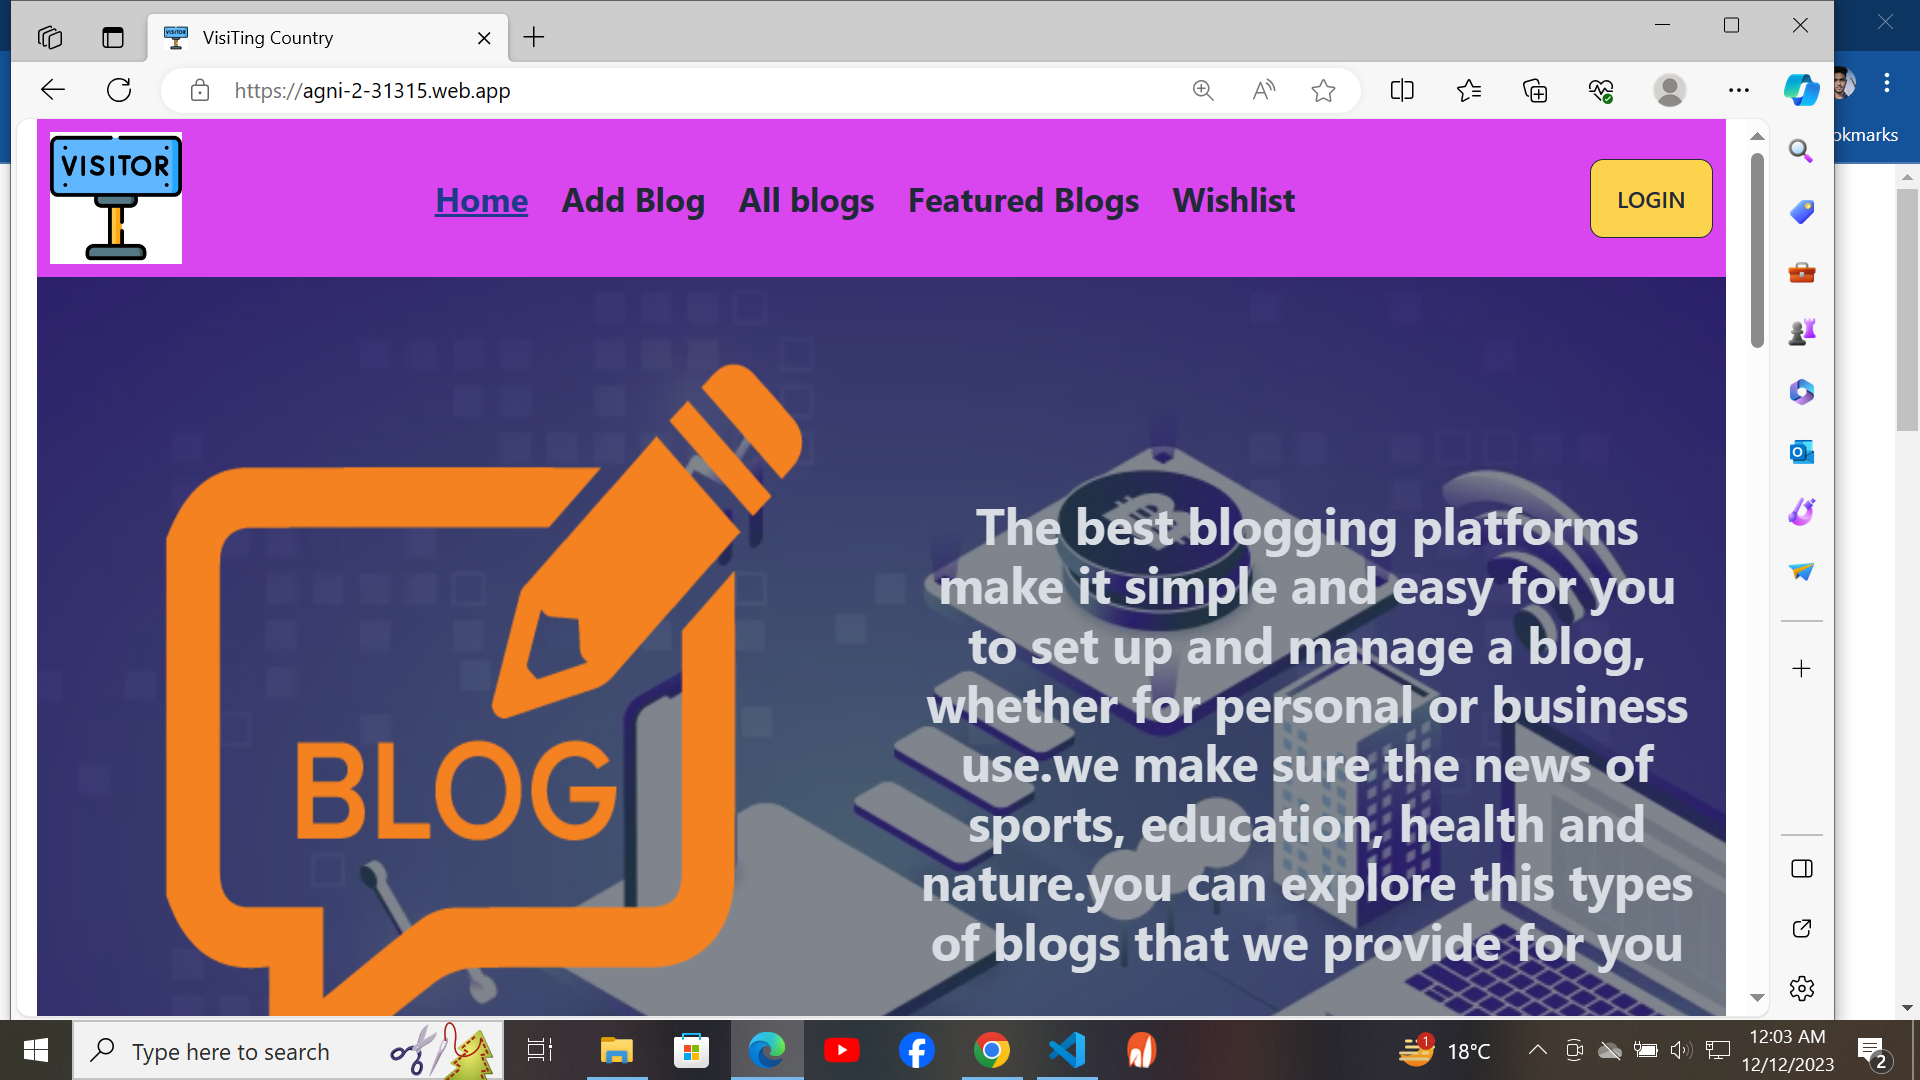 VisiTing Country
https://agni-2-31315.web.app
okmarks
VISITOR
VISITOR
Home
Add Blog
All blogs
Featured Blogs
Wishlist
LOGIN
BLOG
The best blogging platforms
make it simple and easy for you
to set up and manage a blog,
whether for personal or business
use.we make sure the news of
sports, education, health and
nature.you can explore this types
of blogs that we provide for you
Type here to search
1
18°C
12:03 AM
12/12/2023
2